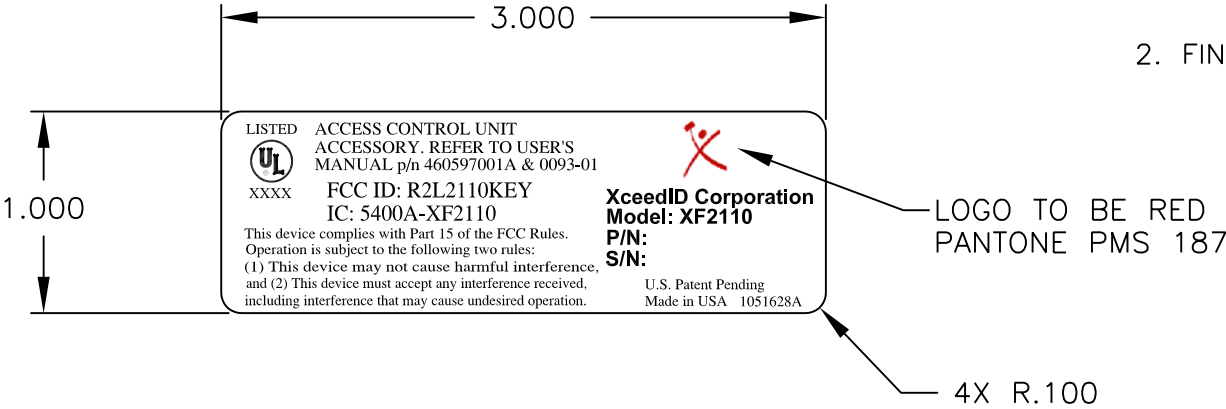 3.000
2. FIN
1.000
LISTED
UL
XXXX
ACCESS CONTROL UNIT
ACCESSORY. REFER TO USER'S
MANUAL p/n 460597001A & 0093-01
FCC ID: R2L2110KEY
IC: 5400A-XF2110
This device complies with Part 15 of the FCC Rules.
Operation is subject to the following two rules:
(1) This device may not cause harmful interference,
and (2) This device must accept any interference received,
including interference that may cause undesired operation.
XceedID Corporation
Model: XF2110
P/N:
S/N:
U.S. Patent Pending
Made in USA 1051628A
LOGO TO BE RED
PANTONE PMS 187
4X R.100